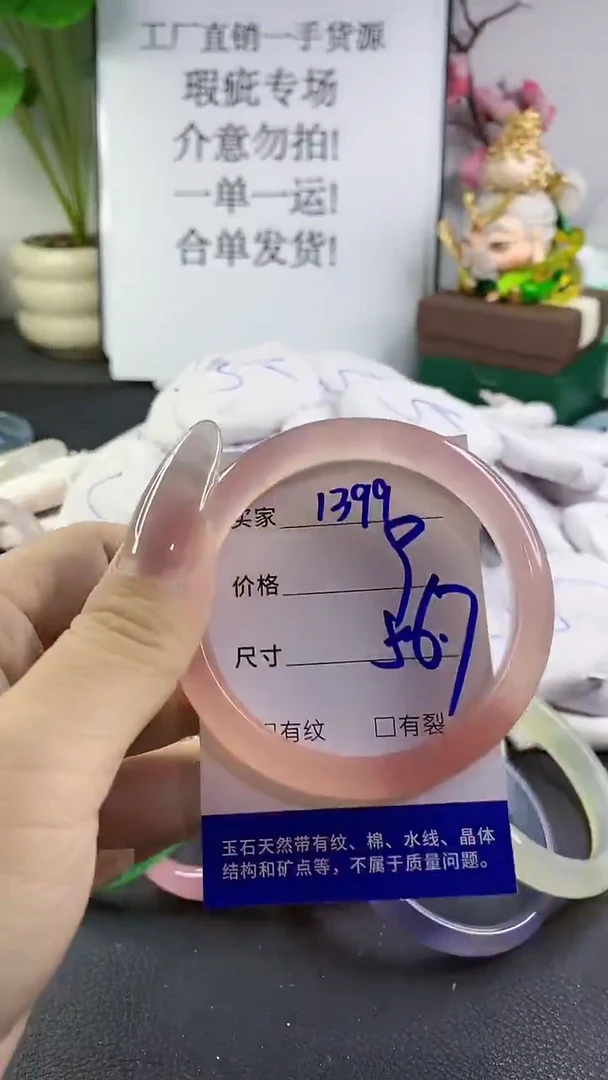 工厂直销一手货源
瑕疵专场
介意勿拍!
一单一运!
合单发货!
买家 1399
价格
尺寸 56.7
□有纹 □有裂
玉石天然带有纹、棉、水线、晶体
结构和矿点等，不属于质量问题。